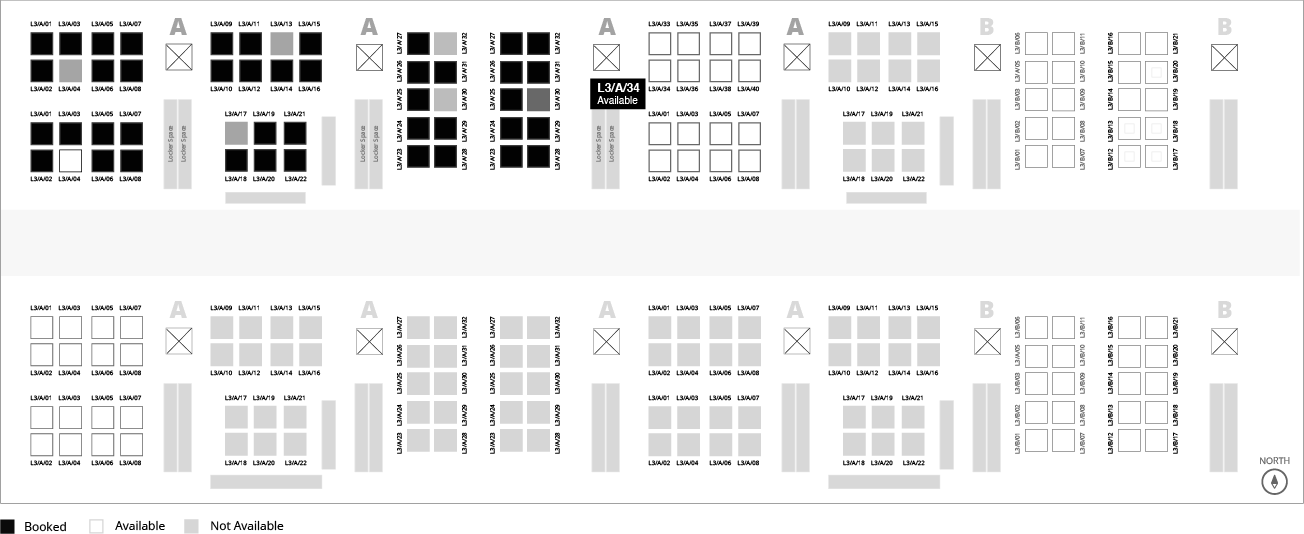 L3/A/01 L3/A/03 L3/A/05 L3/A/07 A L3/A/09 L3/A/11 L3/A/13 L3/A/15 A L3/A/33 L3/A/35 L3/A/37 L3/A/39 A L3/A/09 L3/A/11 L3/A/13 L3/A/15 A B B
L3/A/02 L3/A/04 L3/A/06 L3/A/08 L3/A/10 L3/A/12 L3/A/14 L3/A/16 L3/A/34 L3/A/36 L3/A/38 L3/A/40 L3/A/10 L3/A/12 L3/A/14 L3/A/16
L3/A/34
Available
L3/A/01 L3/A/03 L3/A/05 L3/A/07 L3/A/17 L3/A/19 L3/A/21 L3/A/01 L3/A/03 L3/A/05 L3/A/07 L3/A/17 L3/A/19 L3/A/21
Locker Space Locker Space Locker Space Locker Space Locker Space Locker Space
L3/A/02 L3/A/04 L3/A/06 L3/A/08 L3/A/18 L3/A/20 L3/A/22 L3/A/02 L3/A/04 L3/A/06 L3/A/08 L3/A/18 L3/A/20 L3/A/22
L3/A/27 L3/A/32 L3/A/27 L3/A/32 L3/B/06 L3/B/11 L3/B/16 L3/B/21
L3/A/26 L3/A/31 L3/A/26 L3/A/31 L3/A/05 L3/B/10 L3/B/15 L3/B/20
L3/A/25 L3/A/30 L3/A/25 L3/A/30 L3/B/03 L3/B/09 L3/B/14 L3/B/19
L3/A/24 L3/A/29 L3/A/24 L3/A/29 L3/B/02 L3/B/08 L3/B/13 L3/B/18
L3/A/23 L3/A/28 L3/A/23 L3/A/28 L3/B/01 L3/B/07 L3/B/12 L3/B/17
L3/A/01 L3/A/03 L3/A/05 L3/A/07 A L3/A/09 L3/A/11 L3/A/13 L3/A/15 A A L3/A/01 L3/A/03 L3/A/05 L3/A/07 A L3/A/09 L3/A/11 L3/A/13 L3/A/15 B B
L3/A/02 L3/A/04 L3/A/06 L3/A/08 L3/A/10 L3/A/12 L3/A/14 L3/A/16 L3/A/02 L3/A/04 L3/A/06 L3/A/08 L3/A/10 L3/A/12 L3/A/14 L3/A/16
L3/A/01 L3/A/03 L3/A/05 L3/A/07 L3/A/17 L3/A/19 L3/A/21 L3/A/01 L3/A/03 L3/A/05 L3/A/07 L3/A/17 L3/A/19 L3/A/21
L3/A/02 L3/A/04 L3/A/06 L3/A/08 L3/A/18 L3/A/20 L3/A/22 L3/A/02 L3/A/04 L3/A/06 L3/A/08 L3/A/18 L3/A/20 L3/A/22
L3/A/27 L3/A/32 L3/A/27 L3/A/32 L3/B/06 L3/B/11 L3/B/16 L3/B/21
L3/A/26 L3/A/31 L3/A/26 L3/A/31 L3/A/05 L3/B/10 L3/B/15 L3/B/20
L3/A/25 L3/A/30 L3/A/25 L3/A/30 L3/B/03 L3/B/09 L3/B/14 L3/B/19
L3/A/24 L3/A/29 L3/A/24 L3/A/29 L3/B/02 L3/B/08 L3/B/13 L3/B/18
L3/A/23 L3/A/28 L3/A/23 L3/A/28 L3/B/01 L3/B/07 L3/B/12 L3/B/17
NORTH
Booked Available Not Available